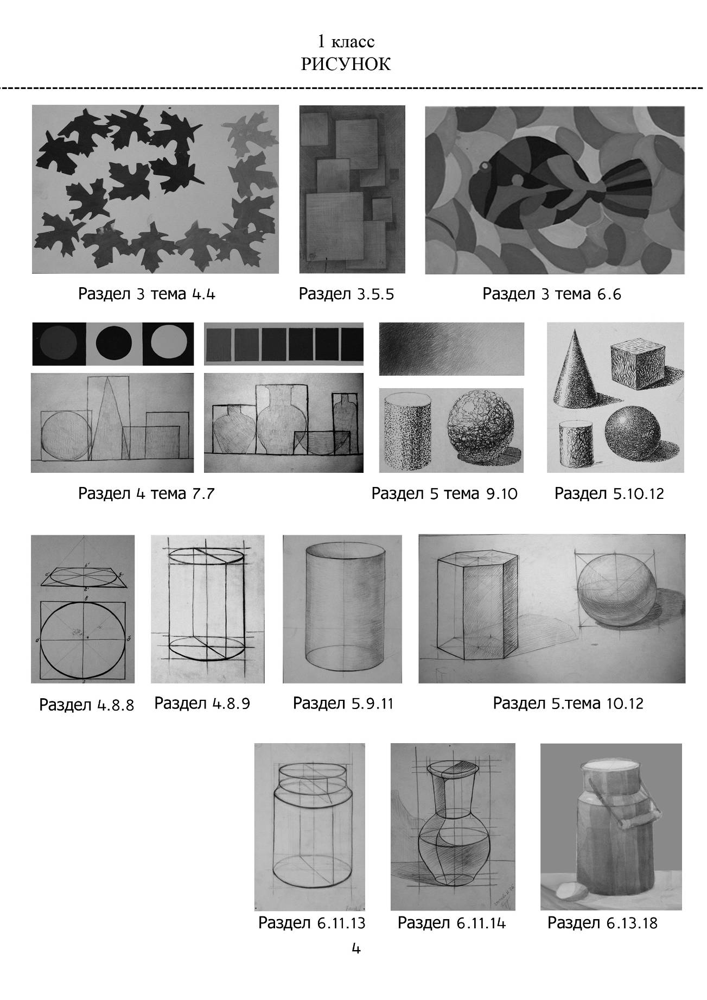 1 класс
РИСУНОК
Раздел 3 тема 4.4
Раздел 3.5.5
Раздел 3 тема 6.6
Раздел 4 тема 7.7
Раздел 5 тема 9.10
Раздел 5.10.12
б'
а'
б'
г'
в
а
б
г
Раздел 4.8.8
Раздел 4.8.9
Раздел 5.9.11
Раздел 5.тема 10.12
Раздел 6.11.13
Раздел 6.11.14
Раздел 6.13.18
4